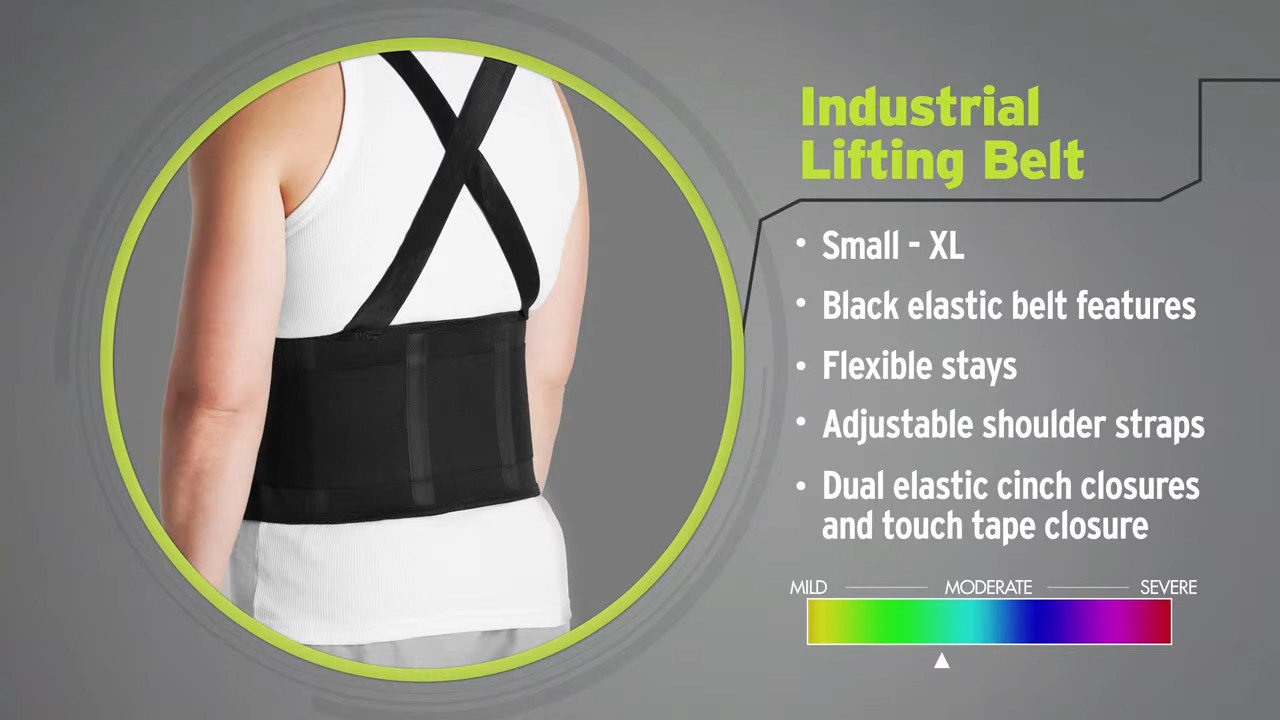 Industrial
Lifting Belt
• Small - XL
• Black elastic belt features
• Flexible stays
• Adjustable shoulder straps
• Dual elastic cinch closures
and touch tape closure
MILD MODERATE SEVERE